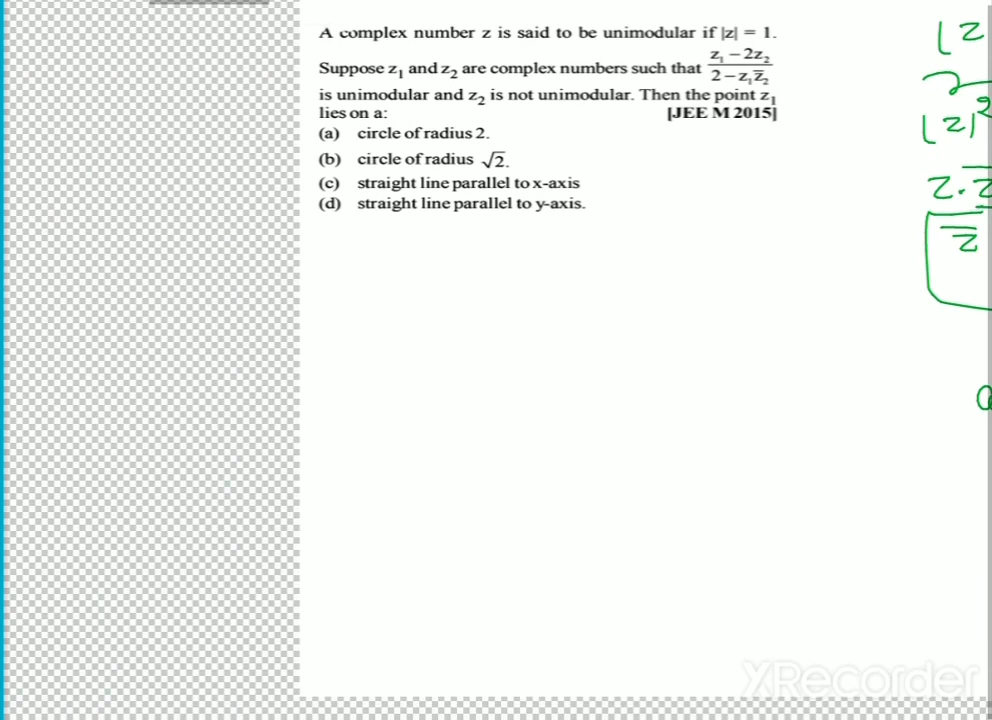 A complex number z is said to be unimodular if |z| = 1.
Suppose z₁ and z₂ are complex numbers such that (z₁ − 2z₂)/(2 − z₁z̅₂)
is unimodular and z₂ is not unimodular. Then the point z₁
lies on a: [JEE M 2015]
(a) circle of radius 2.
(b) circle of radius √2.
(c) straight line parallel to x-axis
(d) straight line parallel to y-axis.
|z
|z|²
z·z̅
z̅
XRecorder